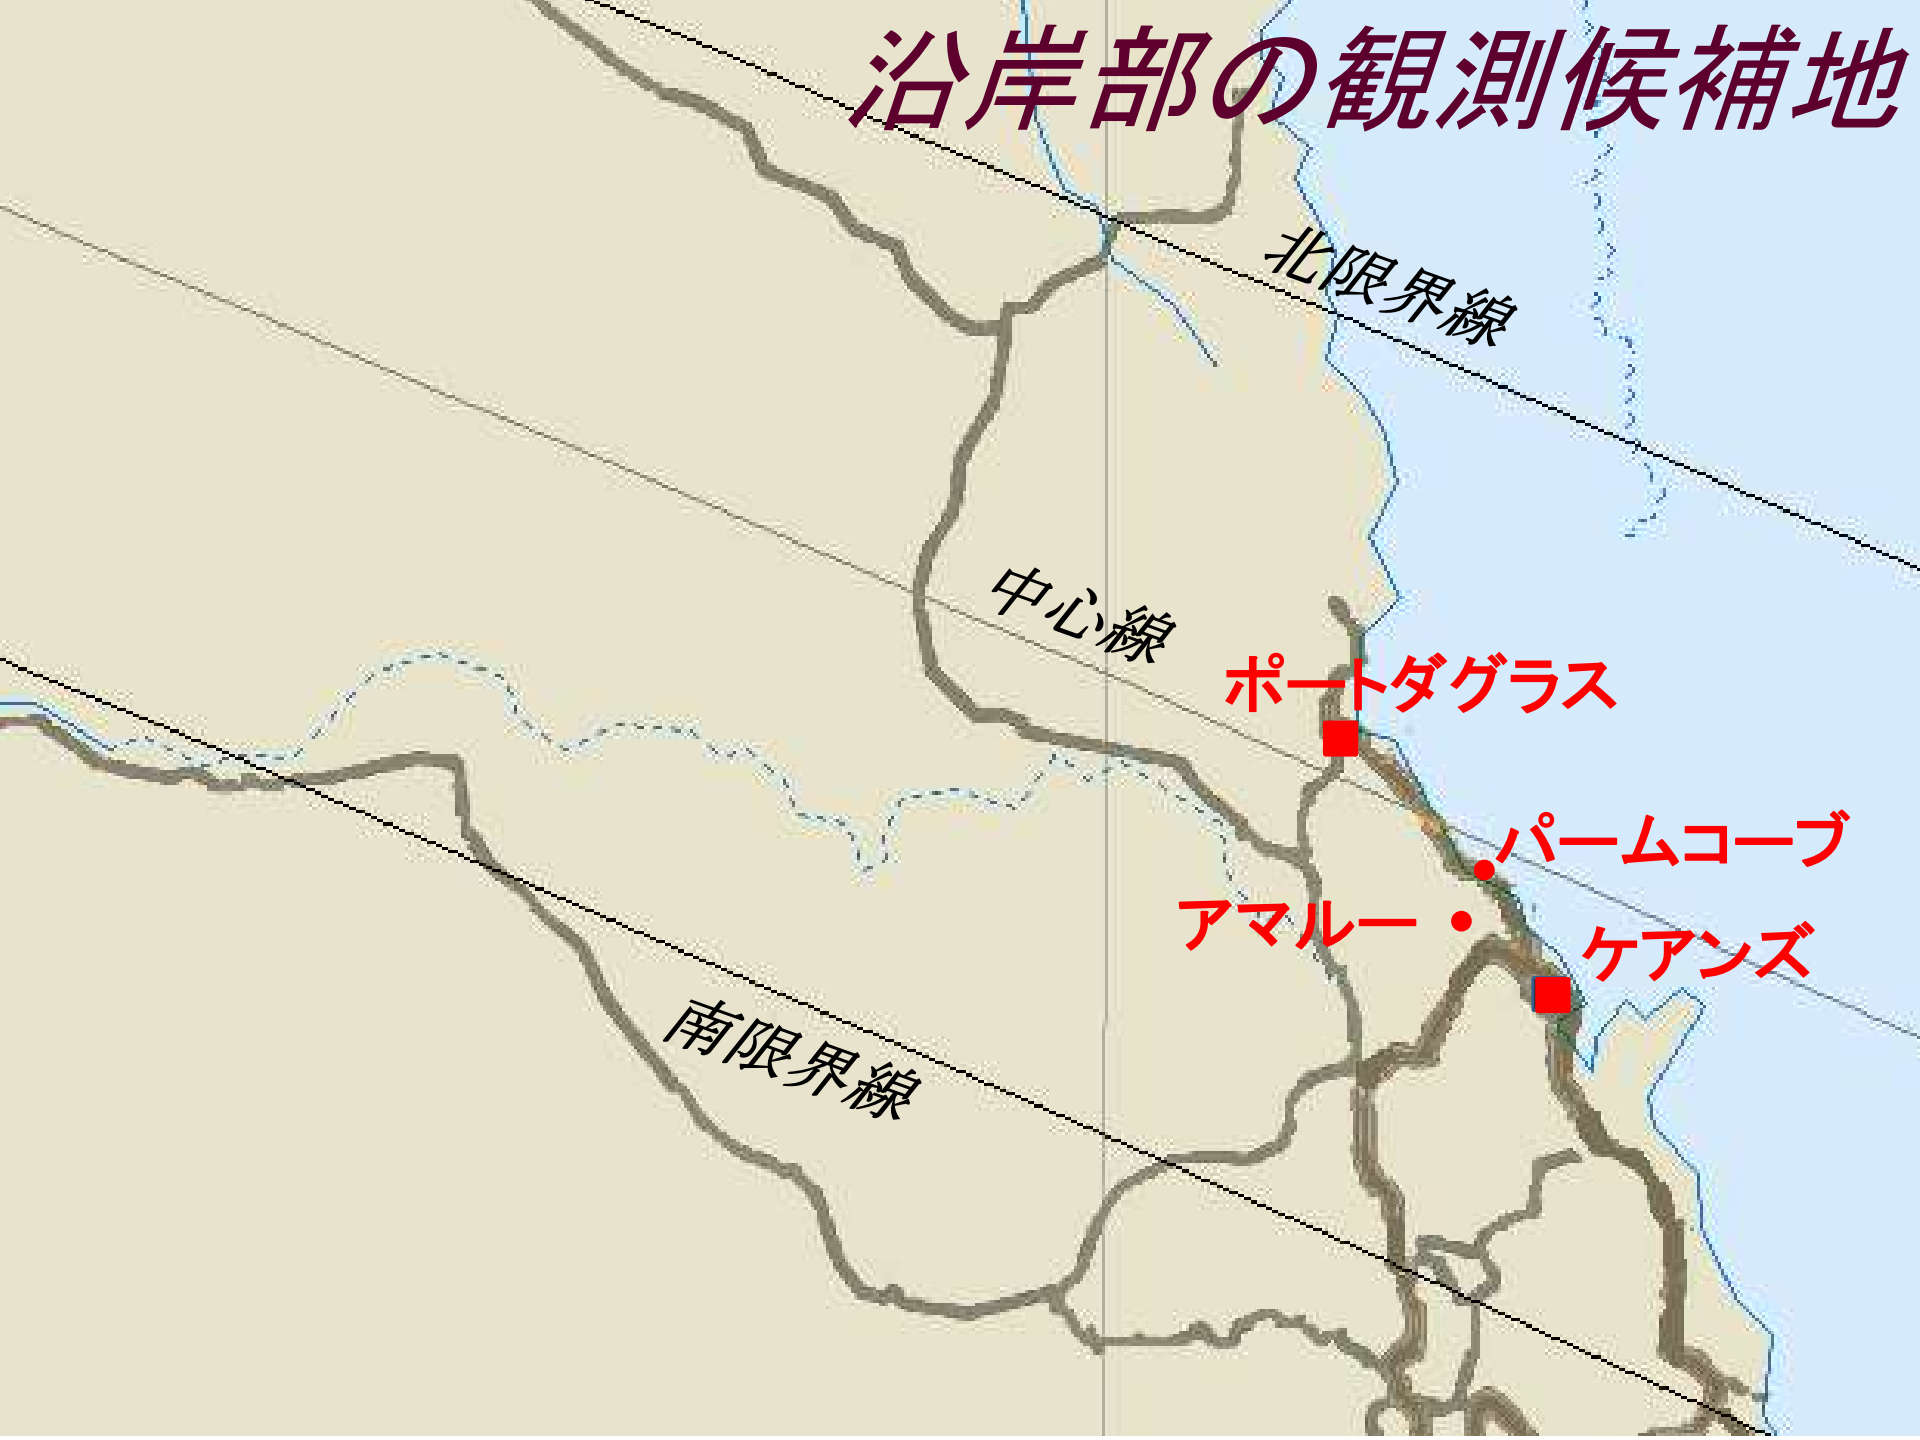 沿岸部の観測候補地
北限界線
中心線
ポートダグラス
パームコーブ
アマルー
ケアンズ
南限界線